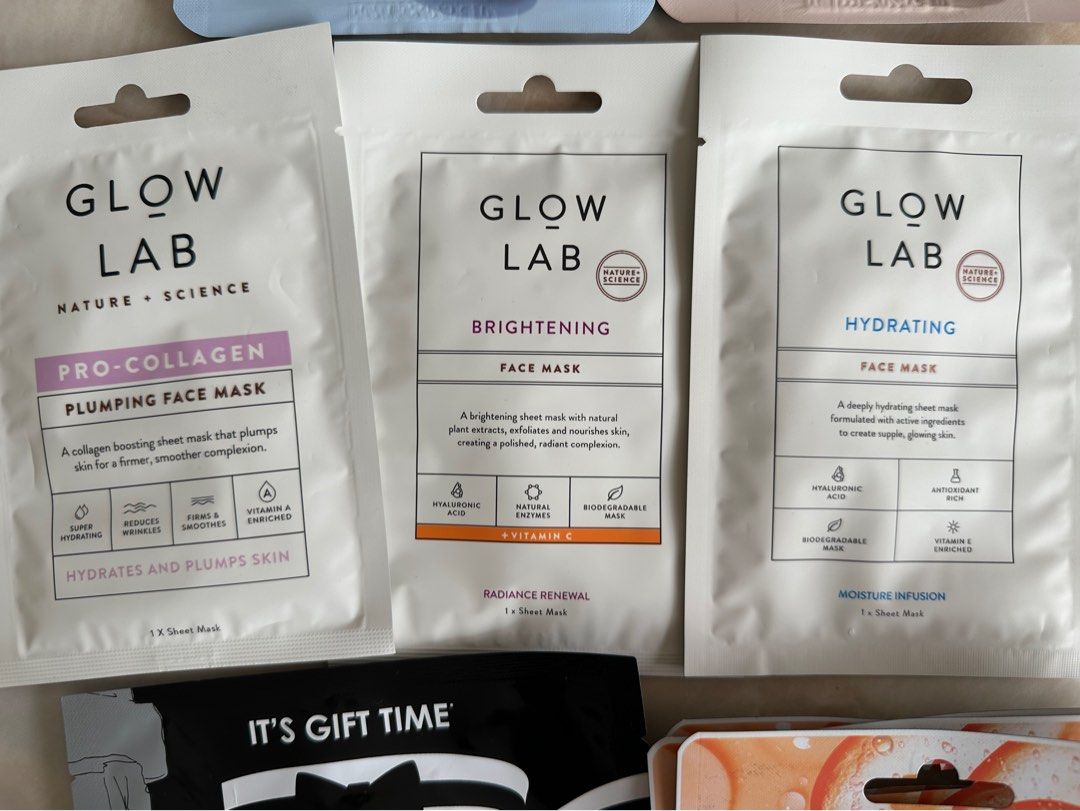 GLOW
LAB
NATURE + SCIENCE
PRO-COLLAGEN
PLUMPING FACE MASK
A collagen boosting sheet mask that plumps
skin for a firmer, smoother complexion.
SUPER
HYDRATING
REDUCES
WRINKLES
FIRMS &
SMOOTHES
A
VITAMIN A
ENRICHED
HYDRATES AND PLUMPS SKIN
1 X Sheet Mask
GLOW
LAB
NATURE+
SCIENCE
BRIGHTENING
FACE MASK
A brightening sheet mask with natural
plant extracts, exfoliates and nourishes skin,
creating a polished, radiant complexion.
HYALURONIC
ACID
NATURAL
ENZYMES
BIODEGRADABLE
MASK
+VITAMIN C
RADIANCE RENEWAL
1 x Sheet Mask
GLOW
LAB
NATURE+
SCIENCE
HYDRATING
FACE MASK
A deeply hydrating sheet mask
formulated with active ingredients
to create supple, glowing skin.
HYALURONIC
ACID
ANTIOXIDANT
RICH
BIODEGRADABLE
MASK
VITAMIN E
ENRICHED
MOISTURE INFUSION
1 x Sheet Mask
IT'S GIFT TIME